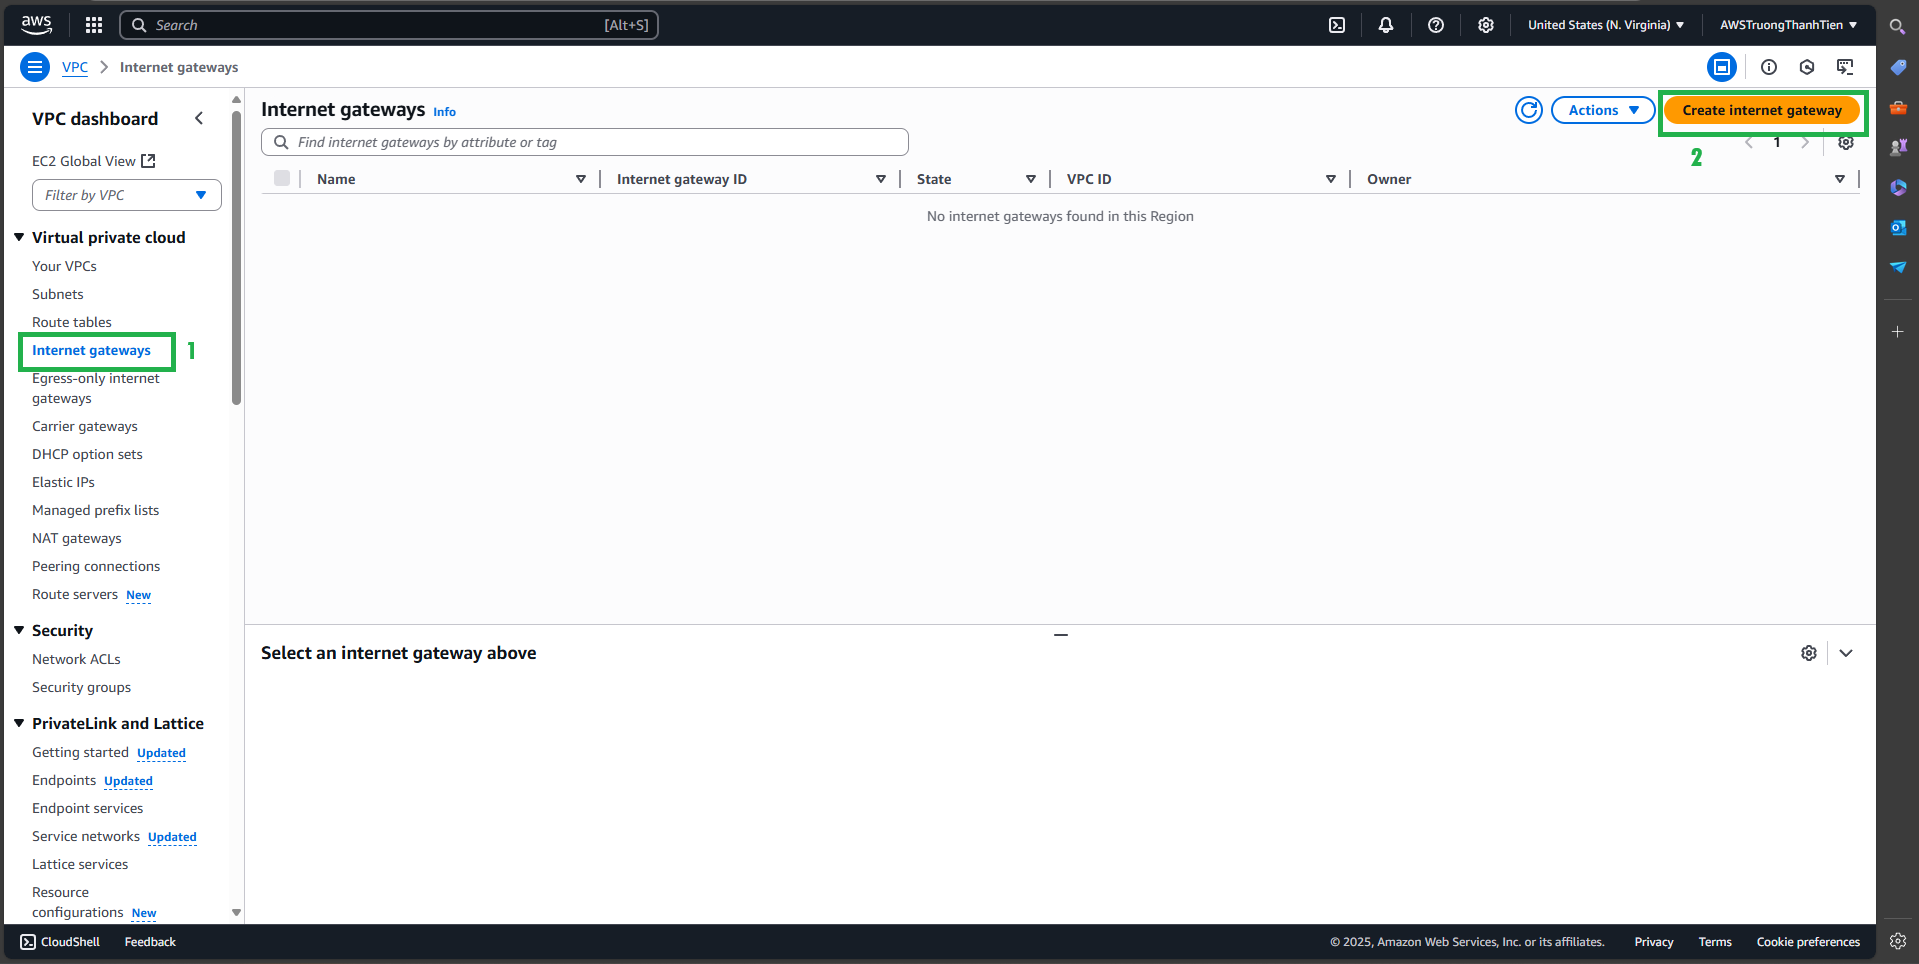 aws
Search [Alt+S]
United States (N. Virginia)
AWSTruongThanhTien
VPC
Internet gateways
VPC dashboard
EC2 Global View
Filter by VPC
Virtual private cloud
Your VPCs
Subnets
Route tables
Internet gateways
1
Egress-only internet
gateways
Carrier gateways
DHCP option sets
Elastic IPs
Managed prefix lists
NAT gateways
Peering connections
Route servers New
Security
Network ACLs
Security groups
PrivateLink and Lattice
Getting started Updated
Endpoints Updated
Endpoint services
Service networks Updated
Lattice services
Resource
configurations New
Internet gateways Info
Actions
Create internet gateway
2
Find internet gateways by attribute or tag
1
Name
Internet gateway ID
State
VPC ID
Owner
No internet gateways found in this Region
Select an internet gateway above
CloudShell
Feedback
© 2025, Amazon Web Services, Inc. or its affiliates.
Privacy
Terms
Cookie preferences